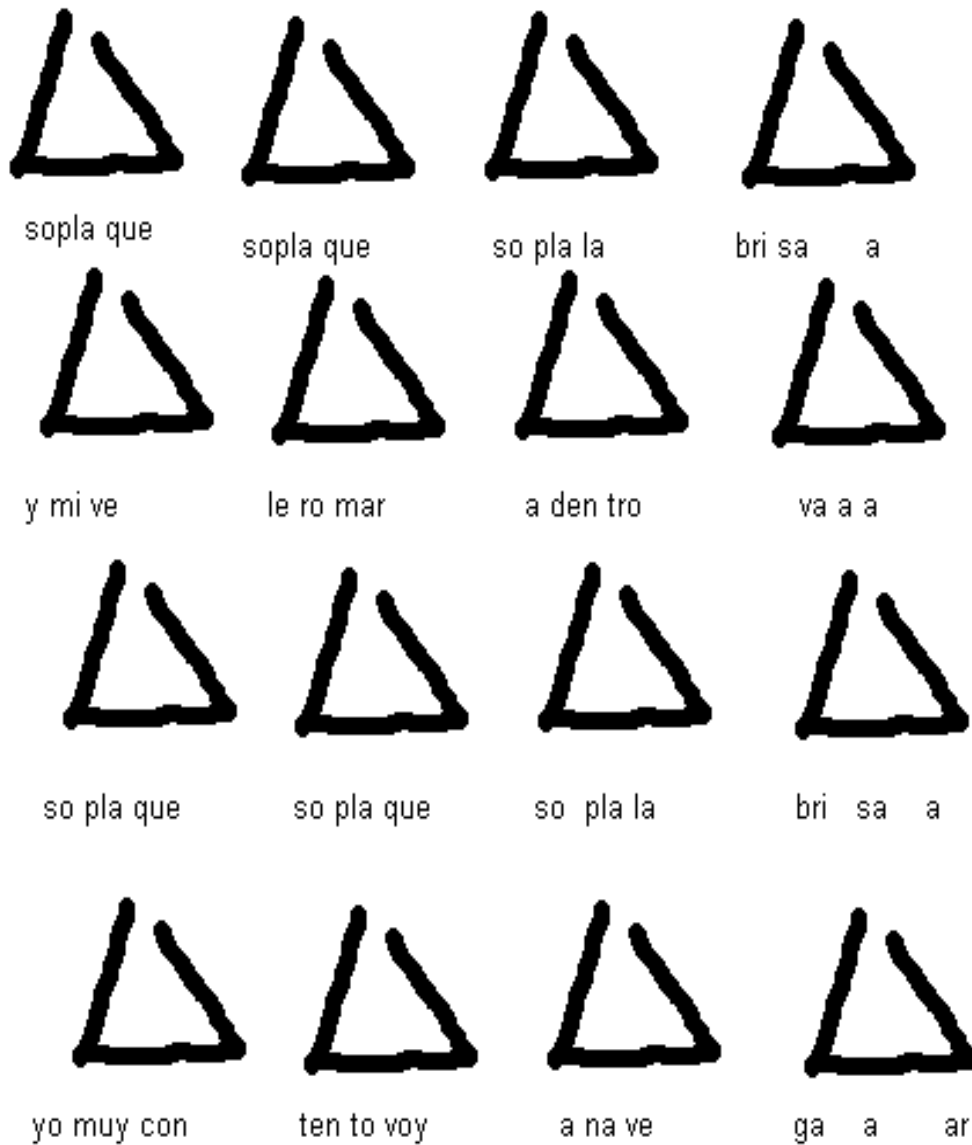 sopla que sopla que so pla la bri sa a
y mi ve le ro mar a den tro va a a
so pla que so pla que so pla la bri sa a
yo muy con ten to voy a na ve ga a ar